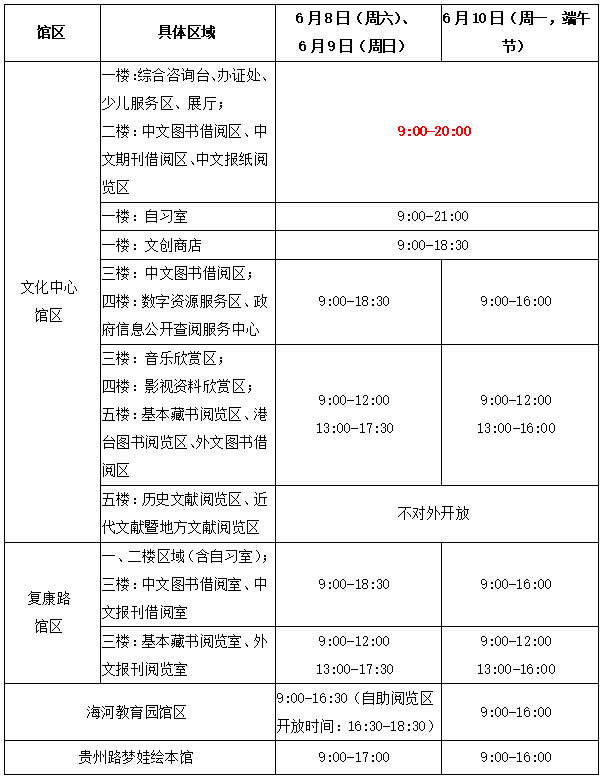 馆区
具体区域
6月8日（周六）、
6月9日（周日）
6月10日（周一，端午
节）
文化中心
馆区
一楼：综合咨询台、办证处、
少儿服务区、展厅；
二楼：中文图书借阅区、中
文期刊借阅区、中文报纸阅
览区
9:00-20:00
一楼：自习室
9:00-21:00
一楼：文创商店
9:00-18:30
三楼：中文图书借阅区；
四楼：数字资源服务区、政
府信息公开查阅服务中心
9:00-18:30
9:00-16:00
三楼：音乐欣赏区；
四楼：影视资料欣赏区；
五楼：基本藏书阅览区、港
台图书阅览区、外文图书借
阅区
9:00-12:00
13:00-17:30
9:00-12:00
13:00-16:00
五楼：历史文献阅览区、近
代文献暨地方文献阅览区
不对外开放
复康路
馆区
一、二楼区域（含自习室）；
三楼：中文图书借阅室、中
文报刊借阅室
9:00-18:30
9:00-16:00
三楼：基本藏书阅览室、外
文报刊阅览室
9:00-12:00
13:00-17:30
9:00-12:00
13:00-16:00
海河教育园馆区
9:00-16:30（自助阅览区
开放时间：16:30-18:30）
9:00-16:00
贵州路梦娃绘本馆
9:00-17:00
9:00-16:00